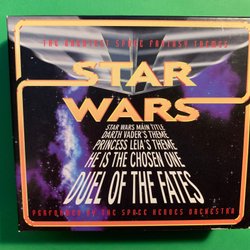 THE GREATEST SPACE FANTASY THEMES
STAR
WARS
STAR WARS MAIN TITLE
DARTH VADER'S THEME
PRINCESS LEIA'S THEME
HE IS THE CHOSEN ONE
DUEL OF THE FATES
PERFORMED BY THE SPACE HEROES ORCHESTRA